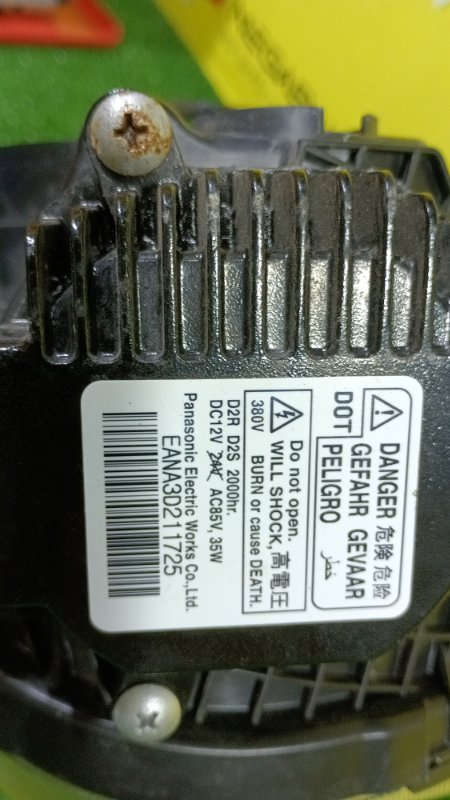 DANGER 危険 危险
GEFAHR GEVAAR
DOT PELIGRO خطر
Do not open.
WILL SHOCK, 高電圧
380V BURN or cause DEATH.
D2R D2S 2000hr.
DC12V 24V AC85V, 35W
Panasonic Electric Works Co.,Ltd.
EANA3D211725